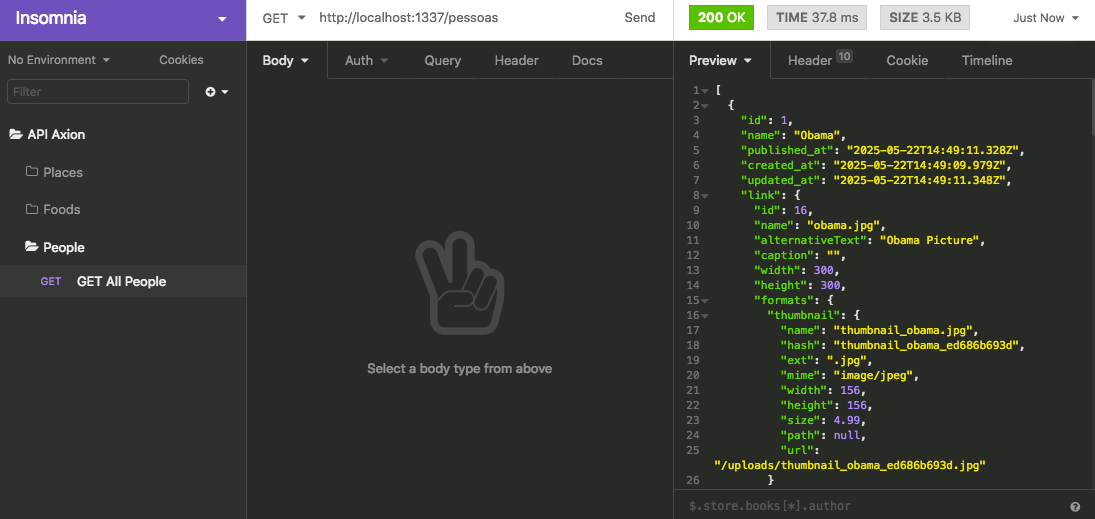 Insomnia
GET http://localhost:1337/pessoas Send
200 OK TIME 37.8 ms SIZE 3.5 KB Just Now
No Environment Cookies
Filter
API Axion
Places
Foods
People
GET GET All People
Body Auth Query Header Docs
Select a body type from above
Preview Header 10 Cookie Timeline
1 [
2 {
3 "id": 1,
4 "name": "Obama",
5 "published_at": "2025-05-22T14:49:11.328Z",
6 "created_at": "2025-05-22T14:49:09.979Z",
7 "updated_at": "2025-05-22T14:49:11.348Z",
8 "link": {
9 "id": 16,
10 "name": "obama.jpg",
11 "alternativeText": "Obama Picture",
12 "caption": "",
13 "width": 300,
14 "height": 300,
15 "formats": {
16 "thumbnail": {
17 "name": "thumbnail_obama.jpg",
18 "hash": "thumbnail_obama_ed686b693d",
19 "ext": ".jpg",
20 "mime": "image/jpeg",
21 "width": 156,
22 "height": 156,
23 "size": 4.99,
24 "path": null,
25 "url":
"/uploads/thumbnail_obama_ed686b693d.jpg"
26 }
$.store.books[*].author